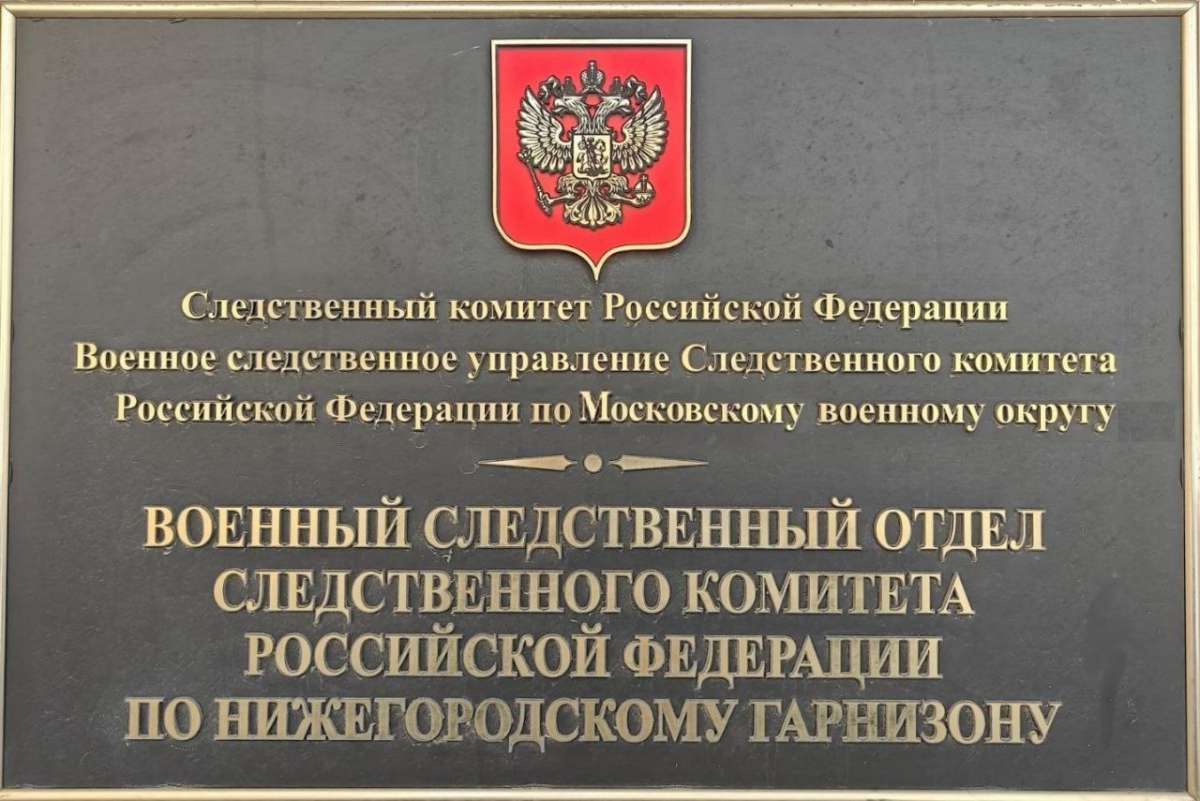 Следственный комитет Российской Федерации
Военное следственное управление Следственного комитета
Российской Федерации по Московскому военному округу
ВОЕННЫЙ СЛЕДСТВЕННЫЙ ОТДЕЛ
СЛЕДСТВЕННОГО КОМИТЕТА
РОССИЙСКОЙ ФЕДЕРАЦИИ
ПО НИЖЕГОРОДСКОМУ ГАРНИЗОНУ